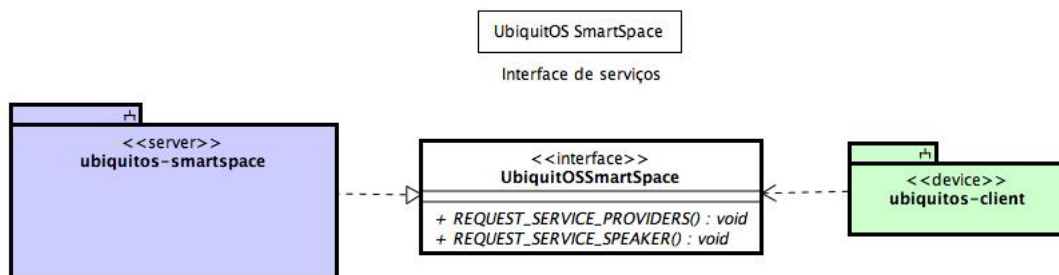 UbiquitOS SmartSpace
Interface de serviços
<<server>>
ubiquitos-smartspace
<<interface>>
UbiquitOSSmartSpace
+ REQUEST_SERVICE_PROVIDERS() : void
+ REQUEST_SERVICE_SPEAKER() : void
<<device>>
ubiquitos-client